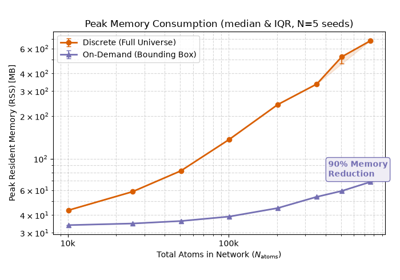 Peak Memory Consumption (median & IQR, N=5 seeds)
Discrete (Full Universe)
On-Demand (Bounding Box)
Peak Resident Memory (RSS) [MB]
6 × 10²
4 × 10²
3 × 10²
2 × 10²
10²
6 × 10¹
4 × 10¹
3 × 10¹
90% Memory
Reduction
10k
100k
Total Atoms in Network (N_atoms)